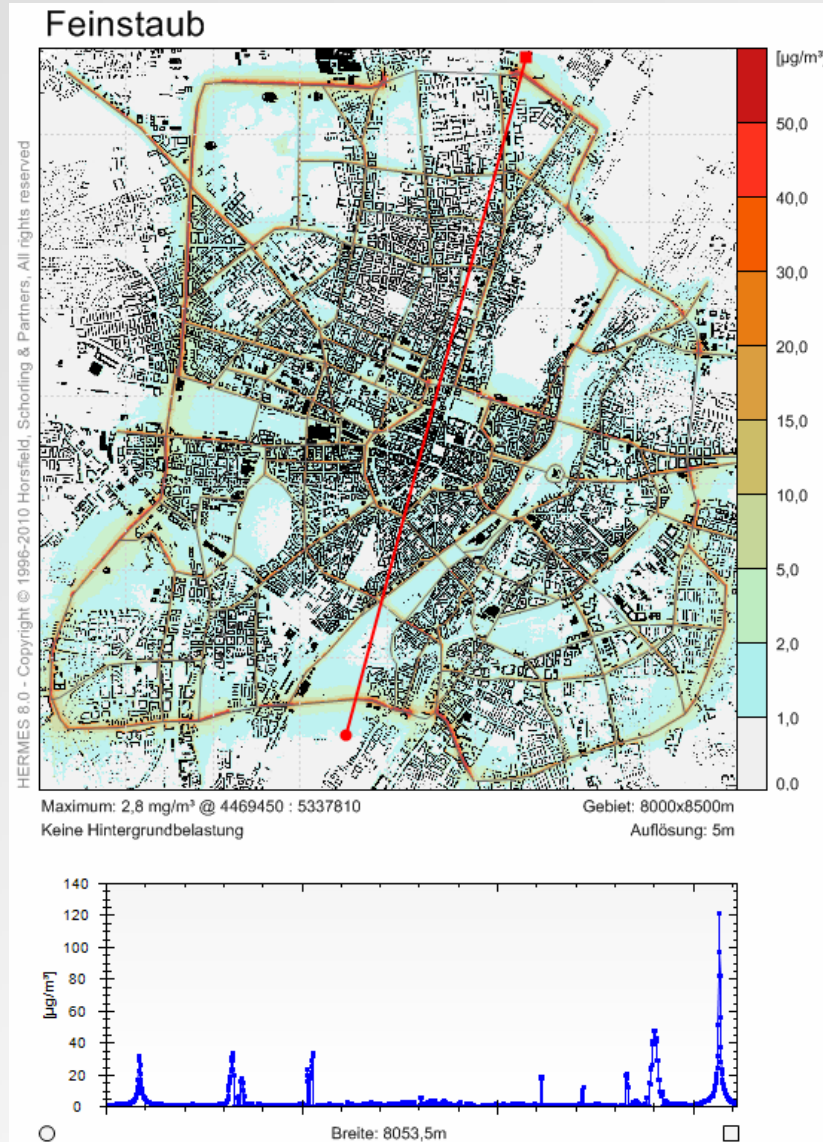 Feinstaub
[µg/m³]
50,0
40,0
30,0
20,0
15,0
10,0
5,0
2,0
1,0
0,0
HERMES 8.0 - Copyright © 1996-2010 Horsfield, Schorling & Partners, All rights reserved
Maximum: 2,8 mg/m³ @ 4469450 : 5337810
Gebiet: 8000x8500m
Keine Hintergrundbelastung
Auflösung: 5m
140
120
100
80
60
40
20
0
[µg/m³]
Breite: 8053,5m